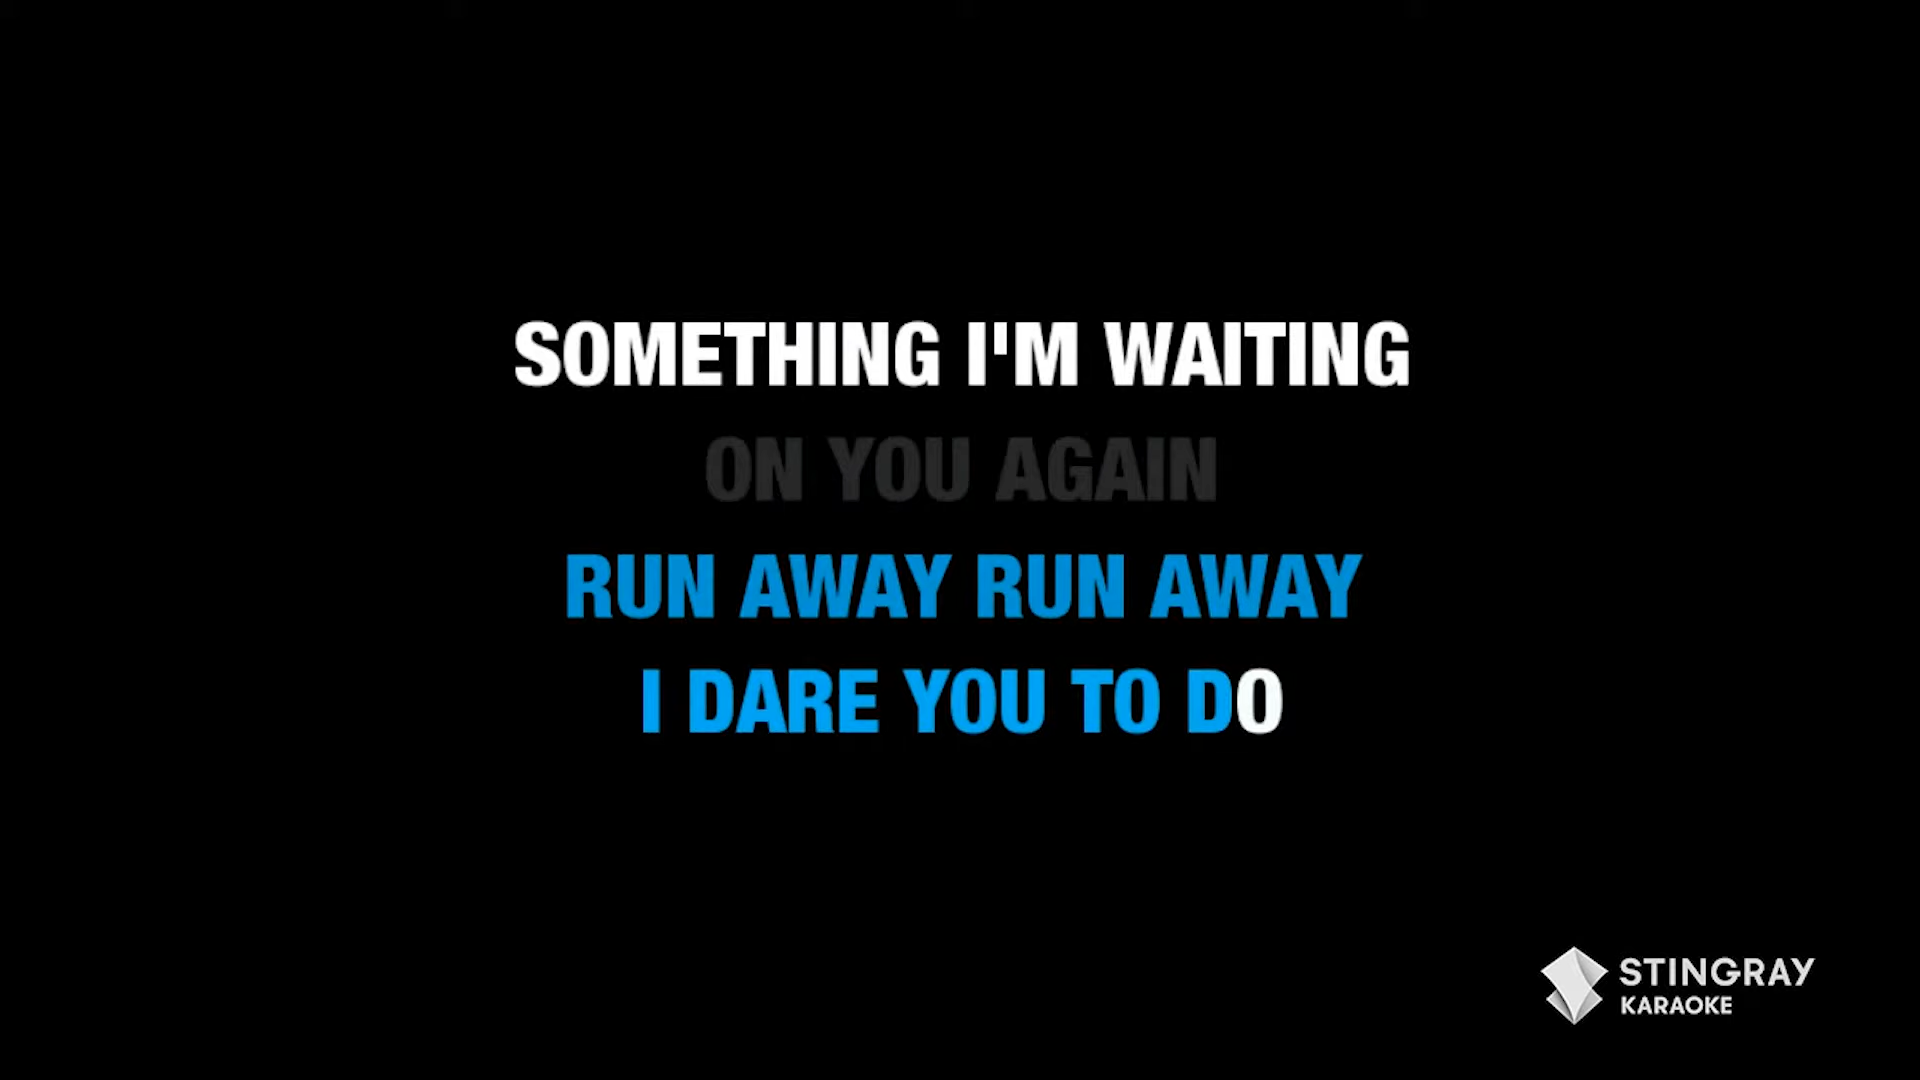 SOMETHING I'M WAITING
ON YOU AGAIN
RUN AWAY RUN AWAY
I DARE YOU TO DO
STINGRAY
KARAOKE